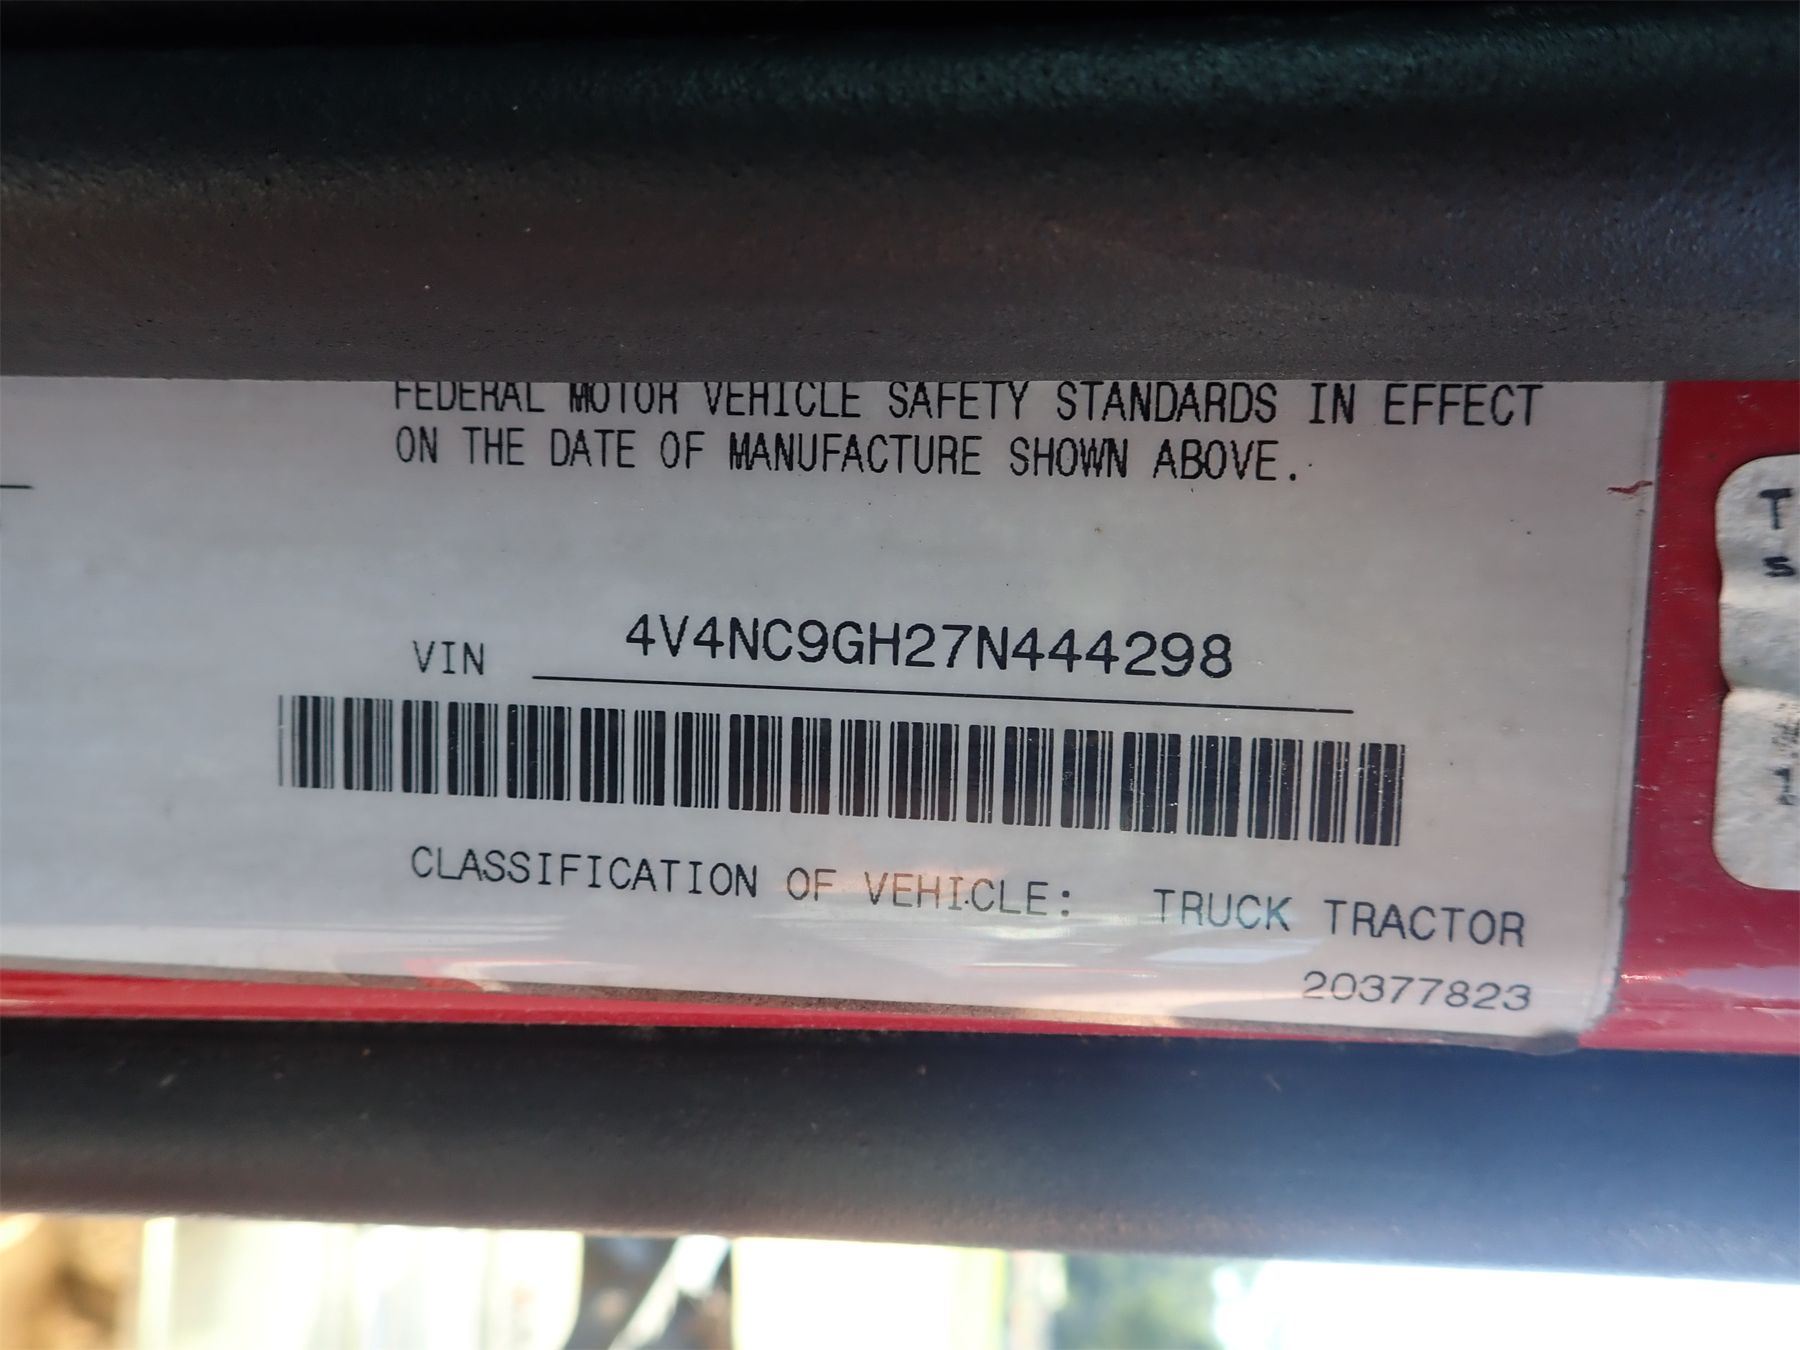 FEDERAL MOTOR VEHICLE SAFETY STANDARDS IN EFFECT
ON THE DATE OF MANUFACTURE SHOWN ABOVE.
VIN 4V4NC9GH27N444298
CLASSIFICATION OF VEHICLE: TRUCK TRACTOR
20377823
T
S